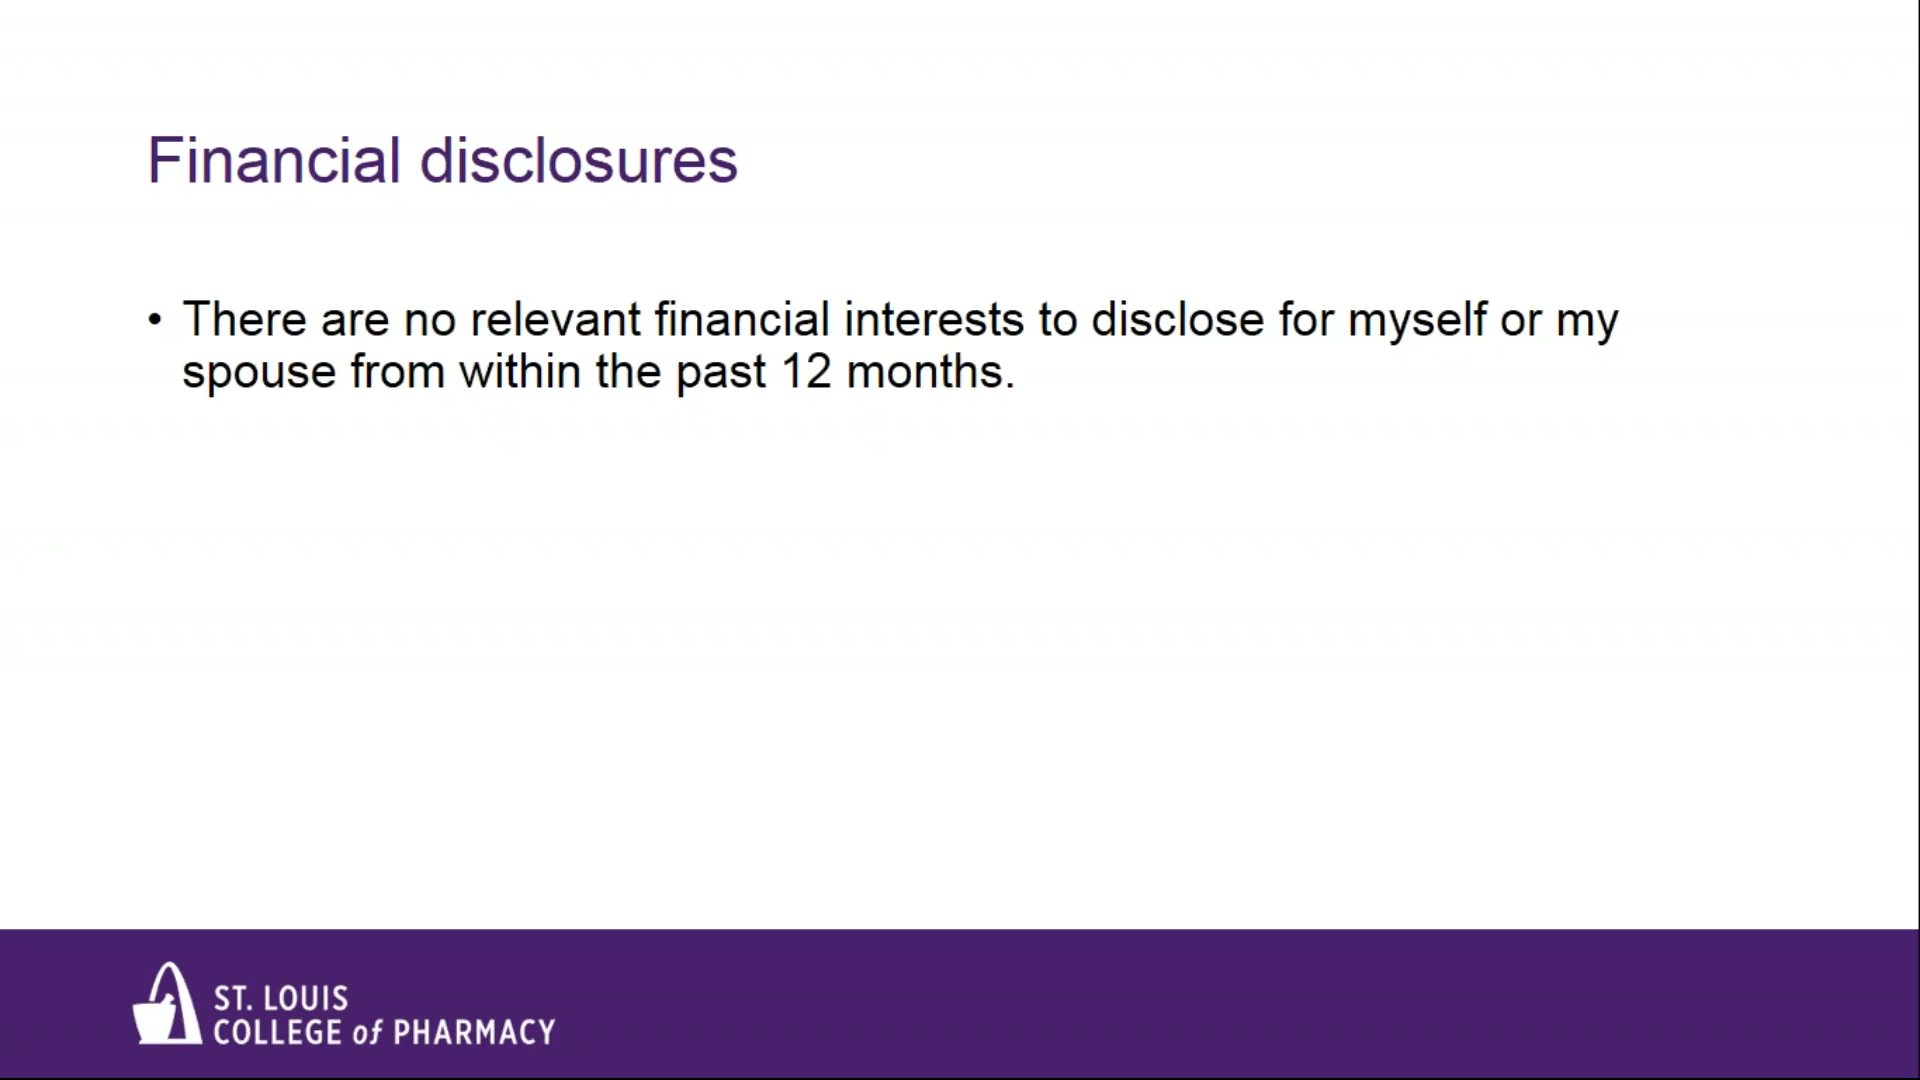 Financial disclosures
• There are no relevant financial interests to disclose for myself or my
spouse from within the past 12 months.
ST. LOUIS
COLLEGE of PHARMACY